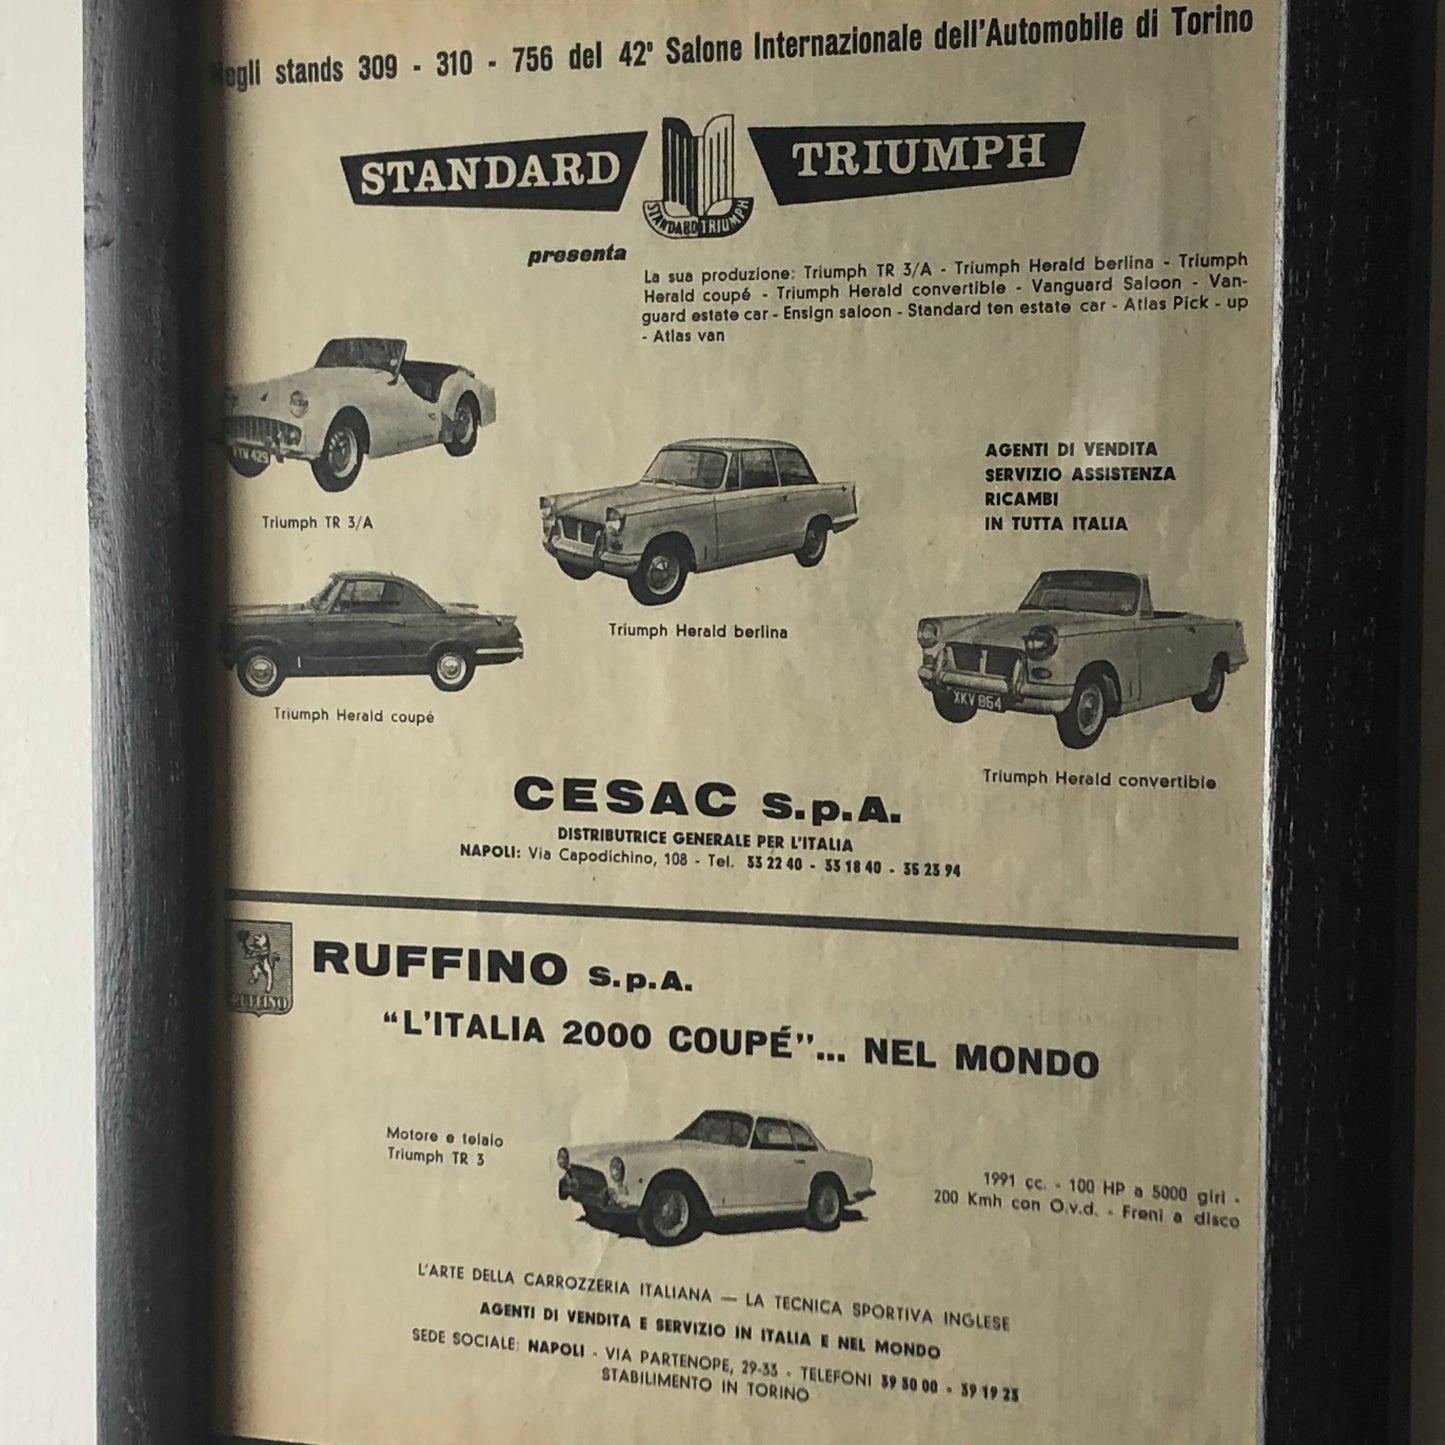 Negli stands 309 - 310 - 756 del 42° Salone Internazionale dell'Automobile di Torino
STANDARD TRIUMPH
STANDARD TRIUMPH
presenta
La sua produzione: Triumph TR 3/A - Triumph Herald berlina - Triumph
Herald coupé - Triumph Herald convertible - Vanguard Saloon - Van-
guard estate car - Ensign saloon - Standard ten estate car - Atlas Pick - up
- Atlas van
AGENTI DI VENDITA
SERVIZIO ASSISTENZA
RICAMBI
IN TUTTA ITALIA
Triumph TR 3/A
Triumph Herald berlina
XKV 864
Triumph Herald coupé
Triumph Herald convertible
CESAC S.p.A.
DISTRIBUTRICE GENERALE PER L'ITALIA
NAPOLI: Via Capodichino, 108 - Tel. 33 22 40 - 33 18 40 - 35 23 94
RUFFINO
RUFFINO S.p.A.
"L'ITALIA 2000 COUPÉ"... NEL MONDO
Motore e telaio
Triumph TR 3
1991 cc. - 100 HP a 5000 giri -
200 Kmh con O.v.d. - Freni a disco
L'ARTE DELLA CARROZZERIA ITALIANA — LA TECNICA SPORTIVA INGLESE
AGENTI DI VENDITA E SERVIZIO IN ITALIA E NEL MONDO
SEDE SOCIALE: NAPOLI - VIA PARTENOPE, 29-33 - TELEFONI 39 30 00 - 39 19 23
STABILIMENTO IN TORINO